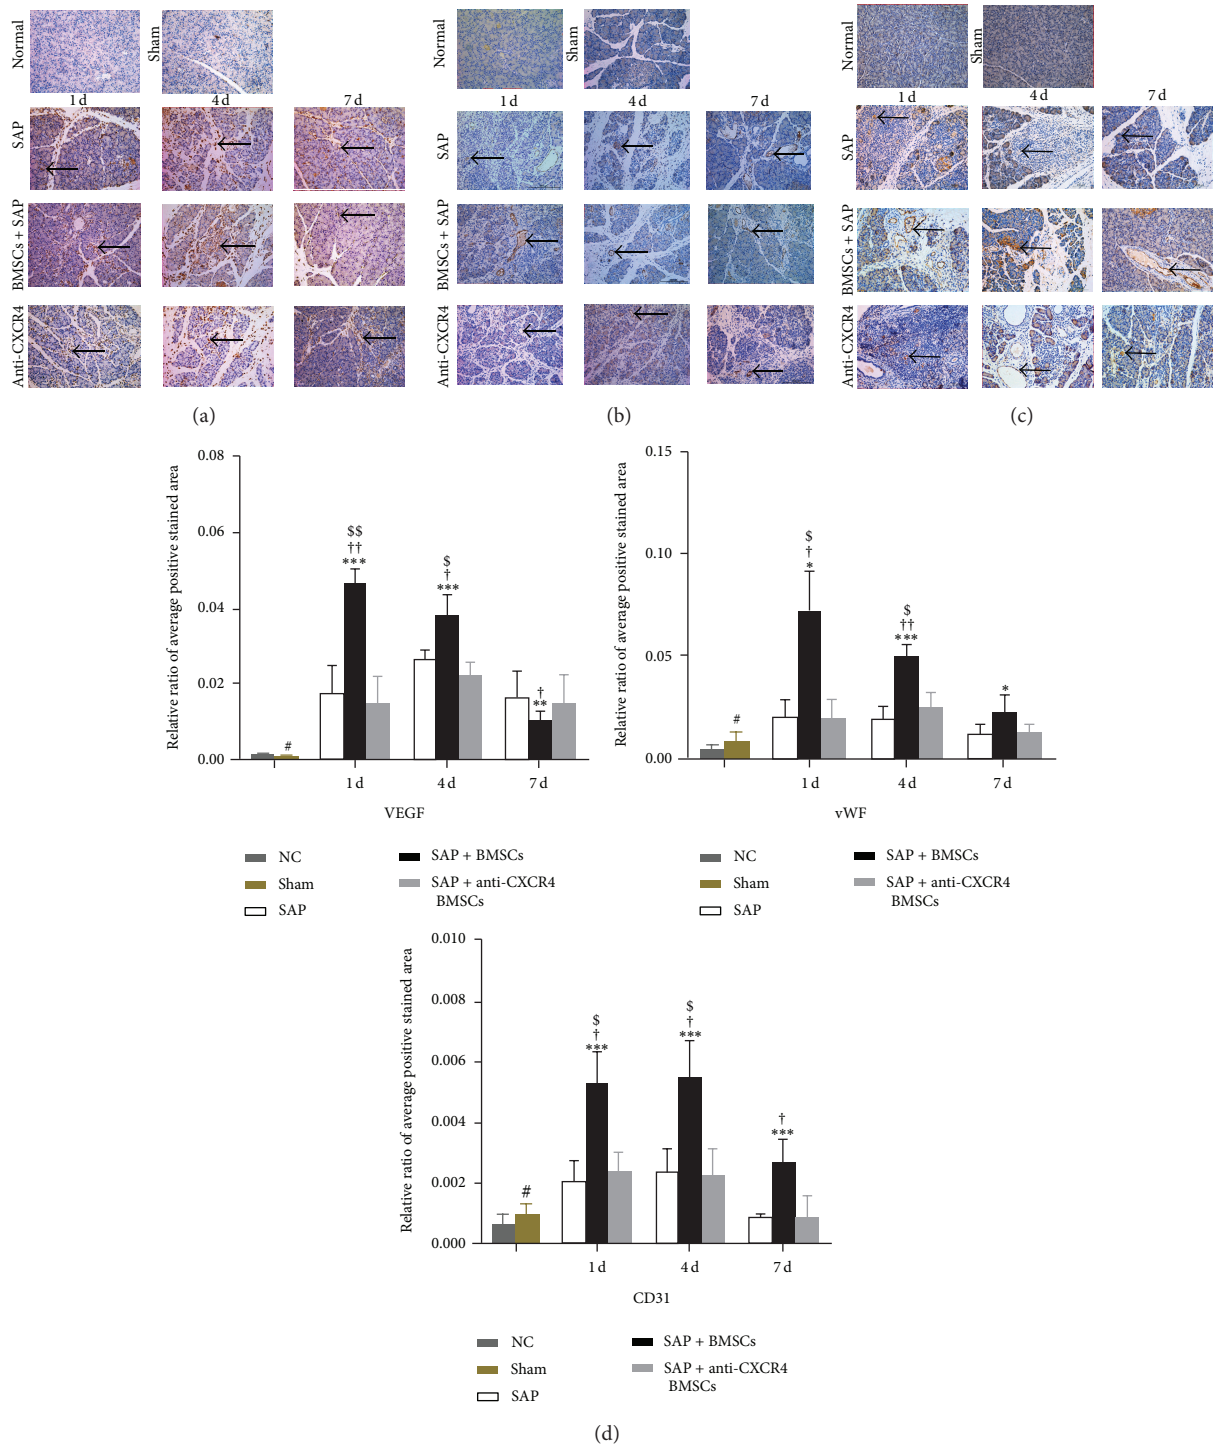 Normal
Sham
1 d
4 d
7 d
SAP
BMSCs + SAP
Anti-CXCR4
(a)
Normal
Sham
1 d
4 d
7 d
SAP
BMSCs + SAP
Anti-CXCR4
(b)
Normal
Sham
1 d
4 d
7 d
SAP
BMSCs + SAP
Anti-CXCR4
(c)
Relative ratio of average positive stained area
0.08
0.06
0.04
0.02
0.00
#
$$
††
***
$
†
***
†
**
1 d
4 d
7 d
VEGF
NC
Sham
SAP
SAP + BMSCs
SAP + anti-CXCR4
BMSCs
Relative ratio of average positive stained area
0.15
0.10
0.05
0.00
#
$
†
*
$
††
***
*
1 d
4 d
7 d
vWF
NC
Sham
SAP
SAP + BMSCs
SAP + anti-CXCR4
BMSCs
Relative ratio of average positive stained area
0.010
0.008
0.006
0.004
0.002
0.000
#
$
†
***
$
†
***
†
***
1 d
4 d
7 d
CD31
NC
Sham
SAP
SAP + BMSCs
SAP + anti-CXCR4
BMSCs
(d)